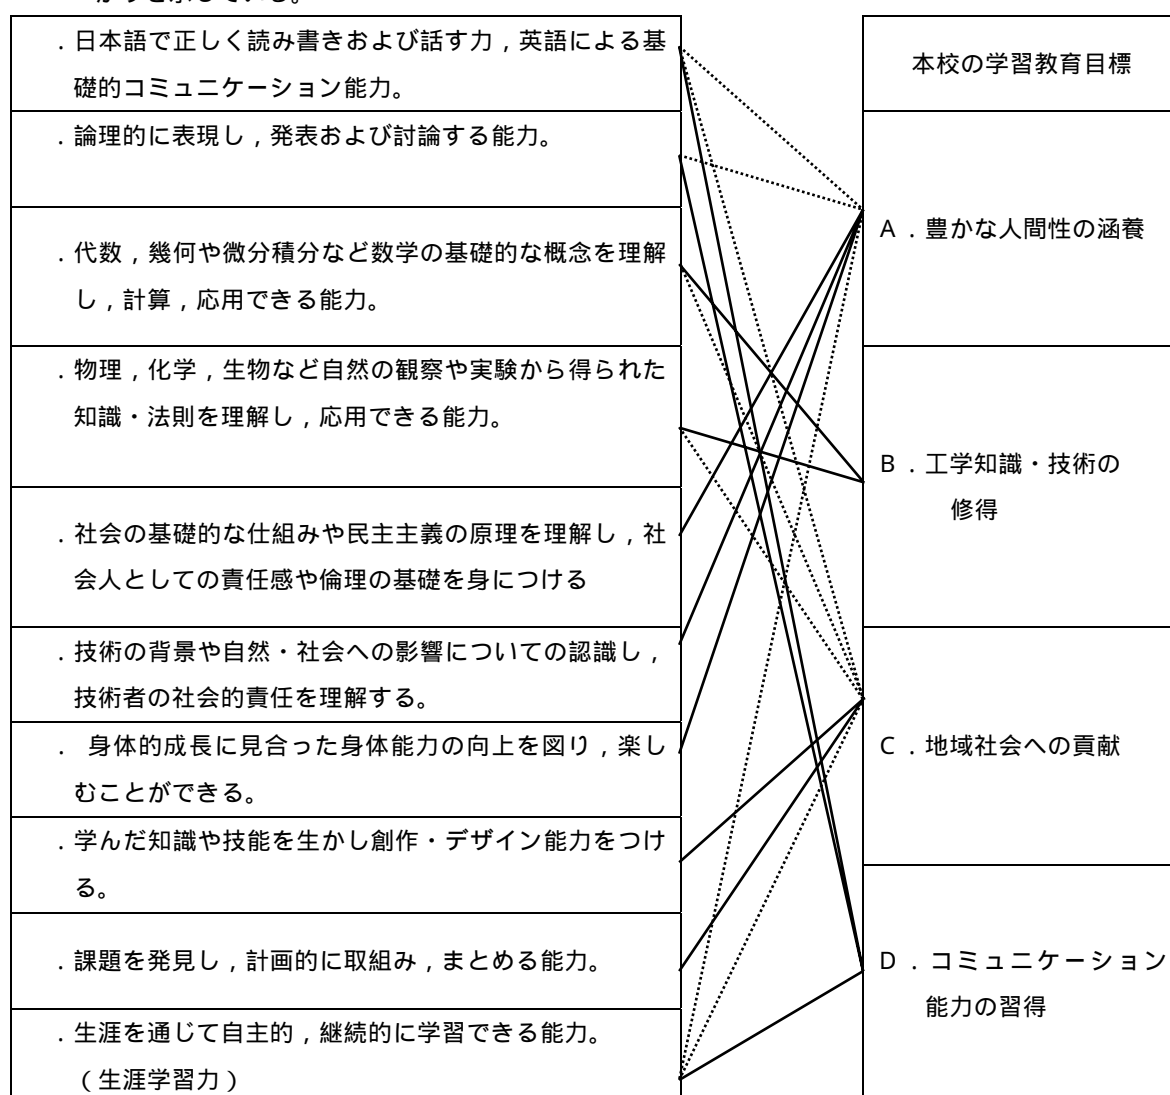 かりを示している。
．日本語で正しく読み書きおよび話す力，英語による基
礎的コミュニケーション能力。
．論理的に表現し，発表および討論する能力。
．代数，幾何や微分積分など数学の基礎的な概念を理解
し，計算，応用できる能力。
．物理，化学，生物など自然の観察や実験から得られた
知識・法則を理解し，応用できる能力。
．社会の基礎的な仕組みや民主主義の原理を理解し，社
会人としての責任感や倫理の基礎を身につける
．技術の背景や自然・社会への影響についての認識し，
技術者の社会的責任を理解する。
． 身体的成長に見合った身体能力の向上を図り，楽し
むことができる。
．学んだ知識や技能を生かし創作・デザイン能力をつけ
る。
．課題を発見し，計画的に取組み，まとめる能力。
．生涯を通じて自主的，継続的に学習できる能力。
（生涯学習力）
本校の学習教育目標
A．豊かな人間性の涵養
B．工学知識・技術の
修得
C．地域社会への貢献
D．コミュニケーション
能力の習得